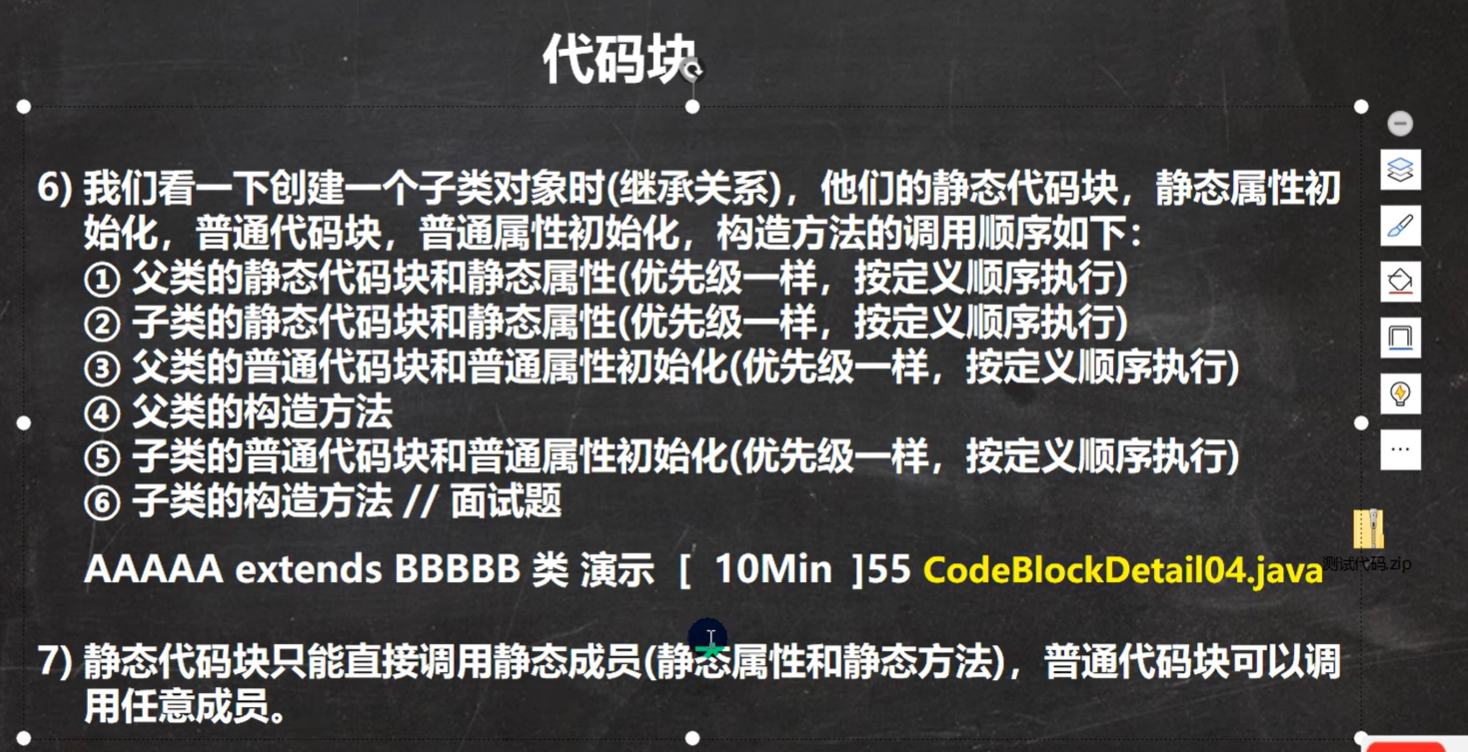 代码块
6) 我们看一下创建一个子类对象时(继承关系)，他们的静态代码块，静态属性初
始化，普通代码块，普通属性初始化，构造方法的调用顺序如下：
① 父类的静态代码块和静态属性(优先级一样，按定义顺序执行)
② 子类的静态代码块和静态属性(优先级一样，按定义顺序执行)
③ 父类的普通代码块和普通属性初始化(优先级一样，按定义顺序执行)
④ 父类的构造方法
⑤ 子类的普通代码块和普通属性初始化(优先级一样，按定义顺序执行)
⑥ 子类的构造方法 // 面试题
AAAAA extends BBBBB 类 演示 [ 10Min ]55 CodeBlockDetail04.java
测试代码.zip
7) 静态代码块只能直接调用静态成员(静态属性和静态方法)，普通代码块可以调
用任意成员。